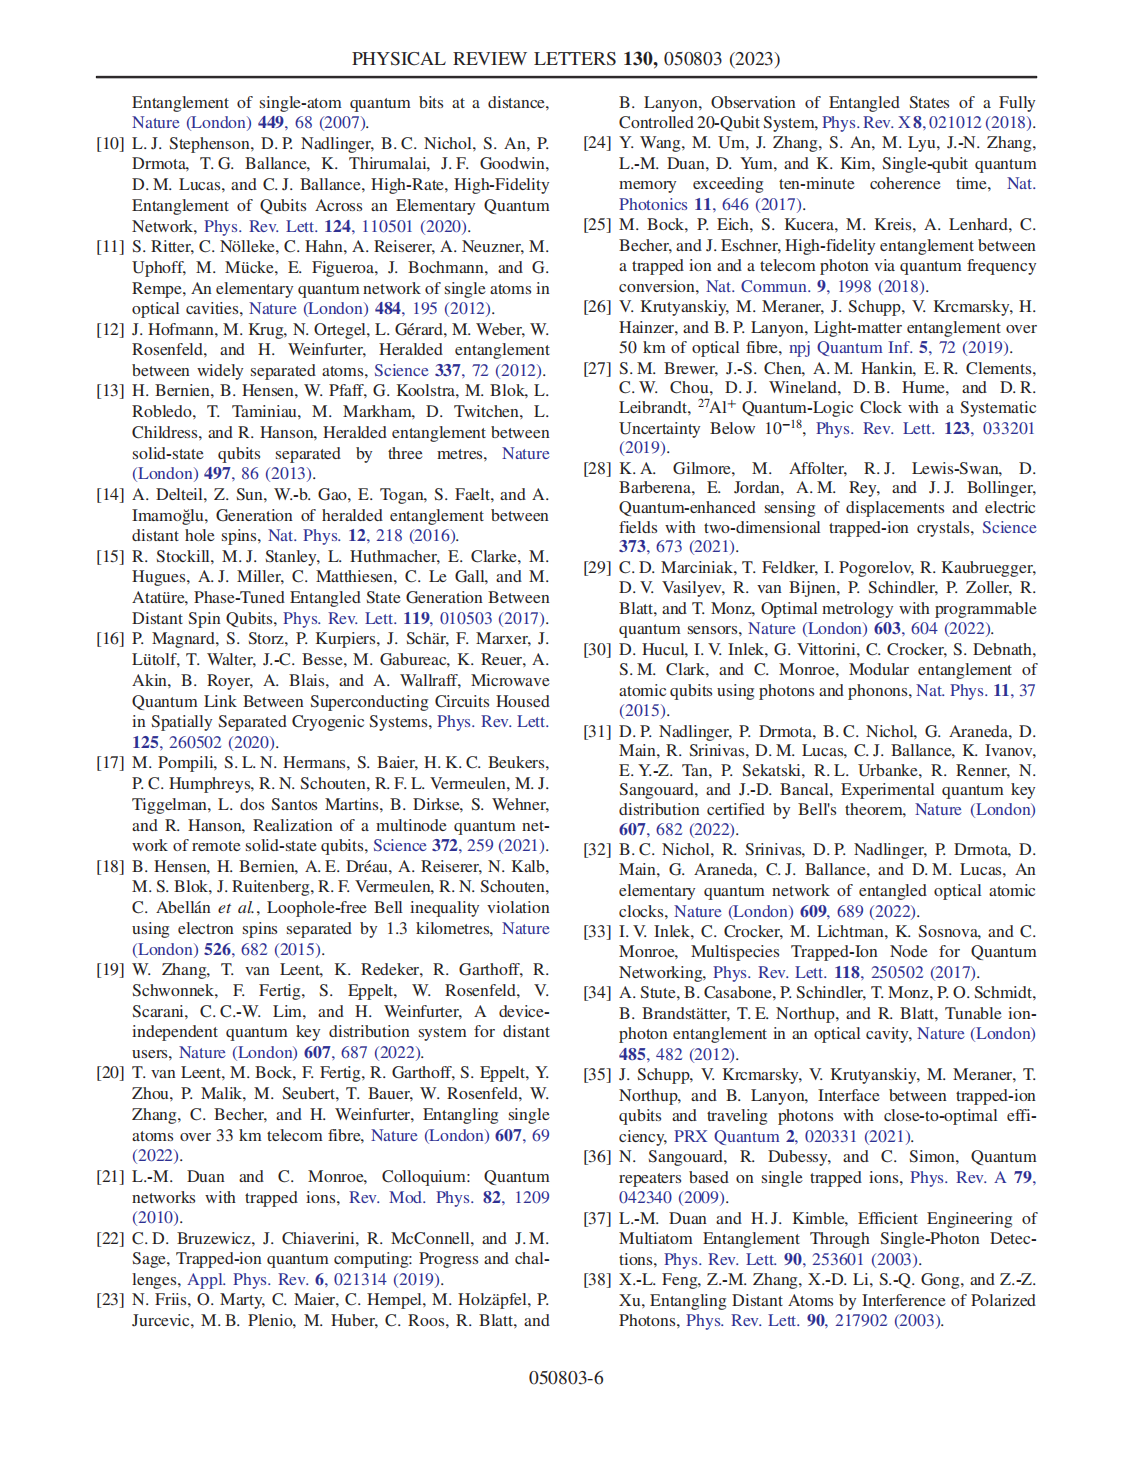 PHYSICAL REVIEW LETTERS 130, 050803 (2023)
Entanglement of single-atom quantum bits at a distance,
Nature (London) 449, 68 (2007).
[10] L. J. Stephenson, D. P. Nadlinger, B. C. Nichol, S. An, P.
Drmota, T. G. Ballance, K. Thirumalai, J. F. Goodwin,
D. M. Lucas, and C. J. Ballance, High-Rate, High-Fidelity
Entanglement of Qubits Across an Elementary Quantum
Network, Phys. Rev. Lett. 124, 110501 (2020).
[11] S. Ritter, C. Nölleke, C. Hahn, A. Reiserer, A. Neuzner, M.
Uphoff, M. Mücke, E. Figueroa, J. Bochmann, and G.
Rempe, An elementary quantum network of single atoms in
optical cavities, Nature (London) 484, 195 (2012).
[12] J. Hofmann, M. Krug, N. Ortegel, L. Gérard, M. Weber, W.
Rosenfeld, and H. Weinfurter, Heralded entanglement
between widely separated atoms, Science 337, 72 (2012).
[13] H. Bernien, B. Hensen, W. Pfaff, G. Koolstra, M. Blok, L.
Robledo, T. Taminiau, M. Markham, D. Twitchen, L.
Childress, and R. Hanson, Heralded entanglement between
solid-state qubits separated by three metres, Nature
(London) 497, 86 (2013).
[14] A. Delteil, Z. Sun, W.-b. Gao, E. Togan, S. Faelt, and A.
Imamoğlu, Generation of heralded entanglement between
distant hole spins, Nat. Phys. 12, 218 (2016).
[15] R. Stockill, M. J. Stanley, L. Huthmacher, E. Clarke, M.
Hugues, A. J. Miller, C. Matthiesen, C. Le Gall, and M.
Atatüre, Phase-Tuned Entangled State Generation Between
Distant Spin Qubits, Phys. Rev. Lett. 119, 010503 (2017).
[16] P. Magnard, S. Storz, P. Kurpiers, J. Schär, F. Marxer, J.
Lütolf, T. Walter, J.-C. Besse, M. Gabureac, K. Reuer, A.
Akin, B. Royer, A. Blais, and A. Wallraff, Microwave
Quantum Link Between Superconducting Circuits Housed
in Spatially Separated Cryogenic Systems, Phys. Rev. Lett.
125, 260502 (2020).
[17] M. Pompili, S. L. N. Hermans, S. Baier, H. K. C. Beukers,
P. C. Humphreys, R. N. Schouten, R. F. L. Vermeulen, M. J.
Tiggelman, L. dos Santos Martins, B. Dirkse, S. Wehner,
and R. Hanson, Realization of a multinode quantum net-
work of remote solid-state qubits, Science 372, 259 (2021).
[18] B. Hensen, H. Bernien, A. E. Dréau, A. Reiserer, N. Kalb,
M. S. Blok, J. Ruitenberg, R. F. Vermeulen, R. N. Schouten,
C. Abellán et al., Loophole-free Bell inequality violation
using electron spins separated by 1.3 kilometres, Nature
(London) 526, 682 (2015).
[19] W. Zhang, T. van Leent, K. Redeker, R. Garthoff, R.
Schwonnek, F. Fertig, S. Eppelt, W. Rosenfeld, V.
Scarani, C. C.-W. Lim, and H. Weinfurter, A device-
independent quantum key distribution system for distant
users, Nature (London) 607, 687 (2022).
[20] T. van Leent, M. Bock, F. Fertig, R. Garthoff, S. Eppelt, Y.
Zhou, P. Malik, M. Seubert, T. Bauer, W. Rosenfeld, W.
Zhang, C. Becher, and H. Weinfurter, Entangling single
atoms over 33 km telecom fibre, Nature (London) 607, 69
(2022).
[21] L.-M. Duan and C. Monroe, Colloquium: Quantum
networks with trapped ions, Rev. Mod. Phys. 82, 1209
(2010).
[22] C. D. Bruzewicz, J. Chiaverini, R. McConnell, and J. M.
Sage, Trapped-ion quantum computing: Progress and chal-
lenges, Appl. Phys. Rev. 6, 021314 (2019).
[23] N. Friis, O. Marty, C. Maier, C. Hempel, M. Holzäpfel, P.
Jurcevic, M. B. Plenio, M. Huber, C. Roos, R. Blatt, and
B. Lanyon, Observation of Entangled States of a Fully
Controlled 20-Qubit System, Phys. Rev. X 8, 021012 (2018).
[24] Y. Wang, M. Um, J. Zhang, S. An, M. Lyu, J.-N. Zhang,
L.-M. Duan, D. Yum, and K. Kim, Single-qubit quantum
memory exceeding ten-minute coherence time, Nat.
Photonics 11, 646 (2017).
[25] M. Bock, P. Eich, S. Kucera, M. Kreis, A. Lenhard, C.
Becher, and J. Eschner, High-fidelity entanglement between
a trapped ion and a telecom photon via quantum frequency
conversion, Nat. Commun. 9, 1998 (2018).
[26] V. Krutyanskiy, M. Meraner, J. Schupp, V. Krcmarsky, H.
Hainzer, and B. P. Lanyon, Light-matter entanglement over
50 km of optical fibre, npj Quantum Inf. 5, 72 (2019).
[27] S. M. Brewer, J.-S. Chen, A. M. Hankin, E. R. Clements,
C. W. Chou, D. J. Wineland, D. B. Hume, and D. R.
Leibrandt, ²⁷Al⁺ Quantum-Logic Clock with a Systematic
Uncertainty Below 10⁻¹⁸, Phys. Rev. Lett. 123, 033201
(2019).
[28] K. A. Gilmore, M. Affolter, R. J. Lewis-Swan, D.
Barberena, E. Jordan, A. M. Rey, and J. J. Bollinger,
Quantum-enhanced sensing of displacements and electric
fields with two-dimensional trapped-ion crystals, Science
373, 673 (2021).
[29] C. D. Marciniak, T. Feldker, I. Pogorelov, R. Kaubruegger,
D. V. Vasilyev, R. van Bijnen, P. Schindler, P. Zoller, R.
Blatt, and T. Monz, Optimal metrology with programmable
quantum sensors, Nature (London) 603, 604 (2022).
[30] D. Hucul, I. V. Inlek, G. Vittorini, C. Crocker, S. Debnath,
S. M. Clark, and C. Monroe, Modular entanglement of
atomic qubits using photons and phonons, Nat. Phys. 11, 37
(2015).
[31] D. P. Nadlinger, P. Drmota, B. C. Nichol, G. Araneda, D.
Main, R. Srinivas, D. M. Lucas, C. J. Ballance, K. Ivanov,
E. Y.-Z. Tan, P. Sekatski, R. L. Urbanke, R. Renner, N.
Sangouard, and J.-D. Bancal, Experimental quantum key
distribution certified by Bell's theorem, Nature (London)
607, 682 (2022).
[32] B. C. Nichol, R. Srinivas, D. P. Nadlinger, P. Drmota, D.
Main, G. Araneda, C. J. Ballance, and D. M. Lucas, An
elementary quantum network of entangled optical atomic
clocks, Nature (London) 609, 689 (2022).
[33] I. V. Inlek, C. Crocker, M. Lichtman, K. Sosnova, and C.
Monroe, Multispecies Trapped-Ion Node for Quantum
Networking, Phys. Rev. Lett. 118, 250502 (2017).
[34] A. Stute, B. Casabone, P. Schindler, T. Monz, P. O. Schmidt,
B. Brandstätter, T. E. Northup, and R. Blatt, Tunable ion-
photon entanglement in an optical cavity, Nature (London)
485, 482 (2012).
[35] J. Schupp, V. Krcmarsky, V. Krutyanskiy, M. Meraner, T.
Northup, and B. Lanyon, Interface between trapped-ion
qubits and traveling photons with close-to-optimal effi-
ciency, PRX Quantum 2, 020331 (2021).
[36] N. Sangouard, R. Dubessy, and C. Simon, Quantum
repeaters based on single trapped ions, Phys. Rev. A 79,
042340 (2009).
[37] L.-M. Duan and H. J. Kimble, Efficient Engineering of
Multiatom Entanglement Through Single-Photon Detec-
tions, Phys. Rev. Lett. 90, 253601 (2003).
[38] X.-L. Feng, Z.-M. Zhang, X.-D. Li, S.-Q. Gong, and Z.-Z.
Xu, Entangling Distant Atoms by Interference of Polarized
Photons, Phys. Rev. Lett. 90, 217902 (2003).
050803-6